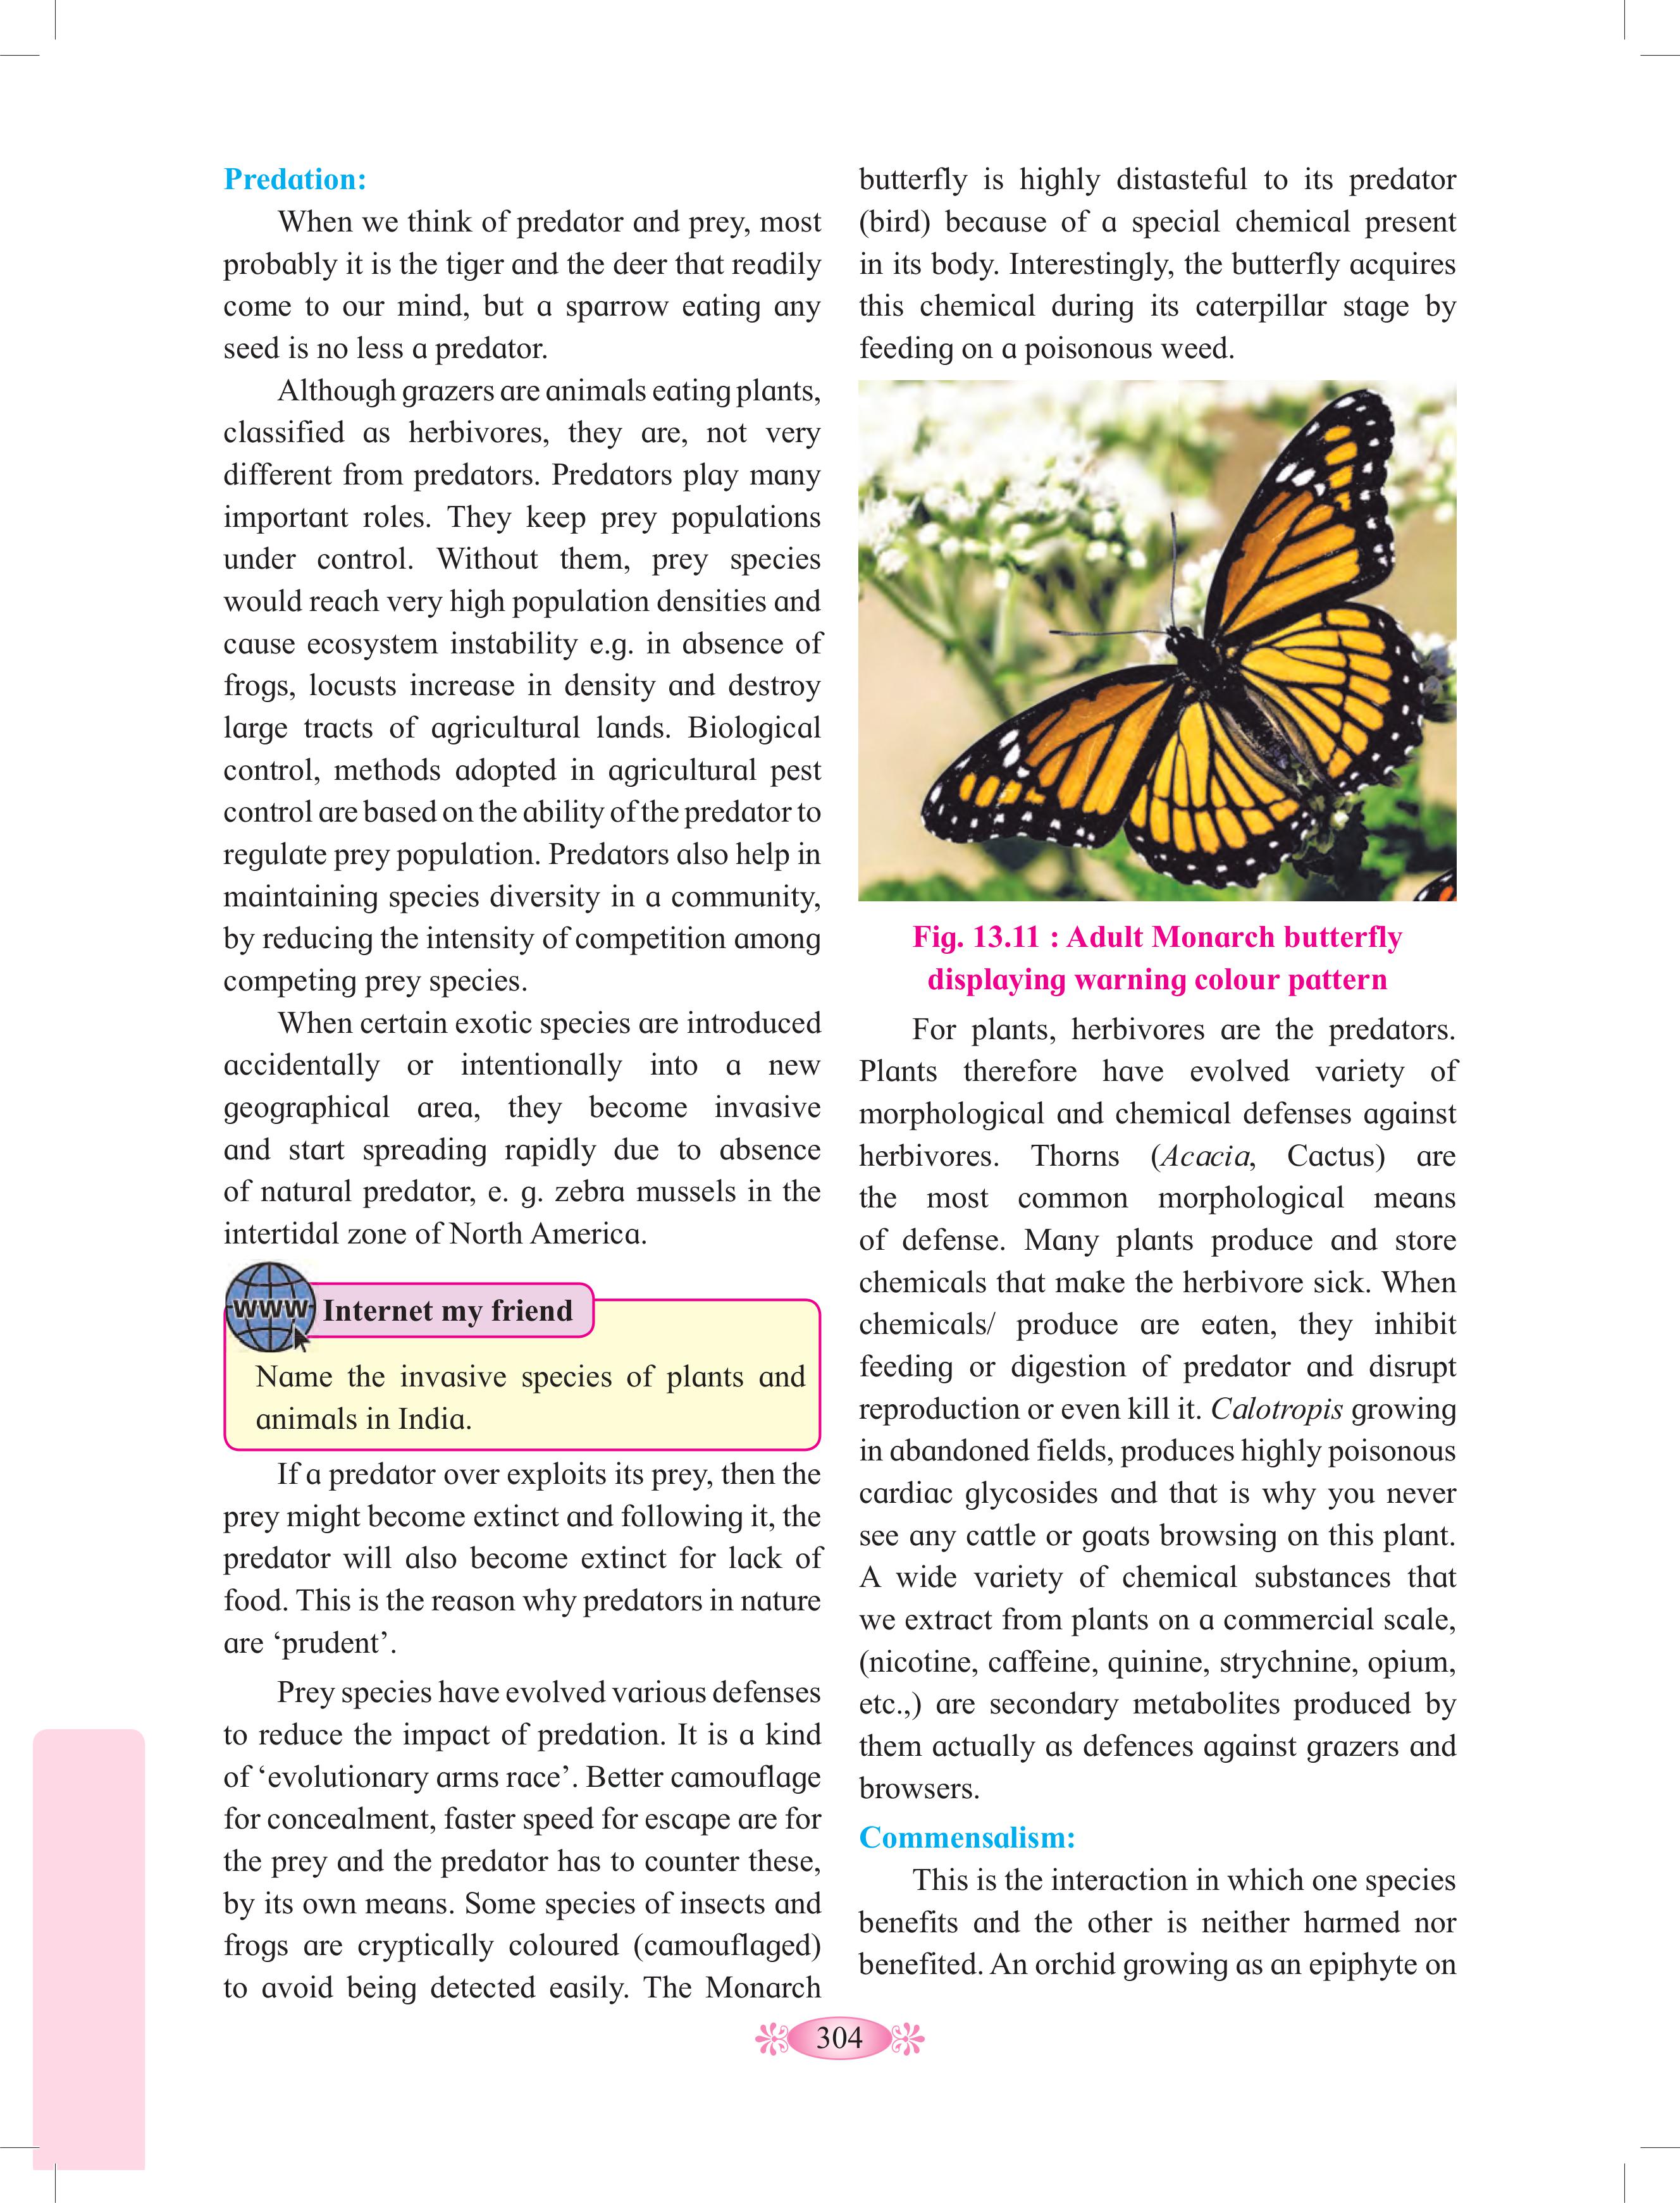 Predation:
When we think of predator and prey, most
probably it is the tiger and the deer that readily
come to our mind, but a sparrow eating any
seed is no less a predator.
Although grazers are animals eating plants,
classified as herbivores, they are, not very
different from predators. Predators play many
important roles. They keep prey populations
under control. Without them, prey species
would reach very high population densities and
cause ecosystem instability e.g. in absence of
frogs, locusts increase in density and destroy
large tracts of agricultural lands. Biological
control, methods adopted in agricultural pest
control are based on the ability of the predator to
regulate prey population. Predators also help in
maintaining species diversity in a community,
by reducing the intensity of competition among
competing prey species.
When certain exotic species are introduced
accidentally or intentionally into a new
geographical area, they become invasive
and start spreading rapidly due to absence
of natural predator, e. g. zebra mussels in the
intertidal zone of North America.
WWW Internet my friend
Name the invasive species of plants and
animals in India.
If a predator over exploits its prey, then the
prey might become extinct and following it, the
predator will also become extinct for lack of
food. This is the reason why predators in nature
are ‘prudent’.
Prey species have evolved various defenses
to reduce the impact of predation. It is a kind
of ‘evolutionary arms race’. Better camouflage
for concealment, faster speed for escape are for
the prey and the predator has to counter these,
by its own means. Some species of insects and
frogs are cryptically coloured (camouflaged)
to avoid being detected easily. The Monarch
butterfly is highly distasteful to its predator
(bird) because of a special chemical present
in its body. Interestingly, the butterfly acquires
this chemical during its caterpillar stage by
feeding on a poisonous weed.
Fig. 13.11 : Adult Monarch butterfly
displaying warning colour pattern
For plants, herbivores are the predators.
Plants therefore have evolved variety of
morphological and chemical defenses against
herbivores. Thorns (Acacia, Cactus) are
the most common morphological means
of defense. Many plants produce and store
chemicals that make the herbivore sick. When
chemicals/ produce are eaten, they inhibit
feeding or digestion of predator and disrupt
reproduction or even kill it. Calotropis growing
in abandoned fields, produces highly poisonous
cardiac glycosides and that is why you never
see any cattle or goats browsing on this plant.
A wide variety of chemical substances that
we extract from plants on a commercial scale,
(nicotine, caffeine, quinine, strychnine, opium,
etc.,) are secondary metabolites produced by
them actually as defences against grazers and
browsers.
Commensalism:
This is the interaction in which one species
benefits and the other is neither harmed nor
benefited. An orchid growing as an epiphyte on
304